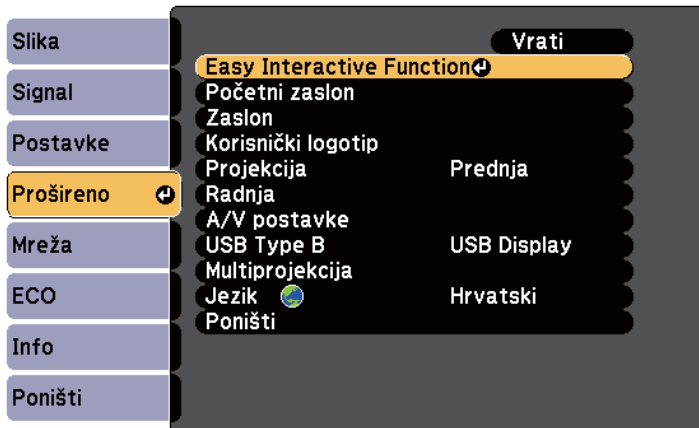 Slika
Signal
Postavke
Prošireno
Mreža
ECO
Info
Poništi
Vrati
Easy Interactive Function
Početni zaslon
Zaslon
Korisnički logotip
Projekcija Prednja
Radnja
A/V postavke
USB Type B USB Display
Multiprojekcija
Jezik Hrvatski
Poništi